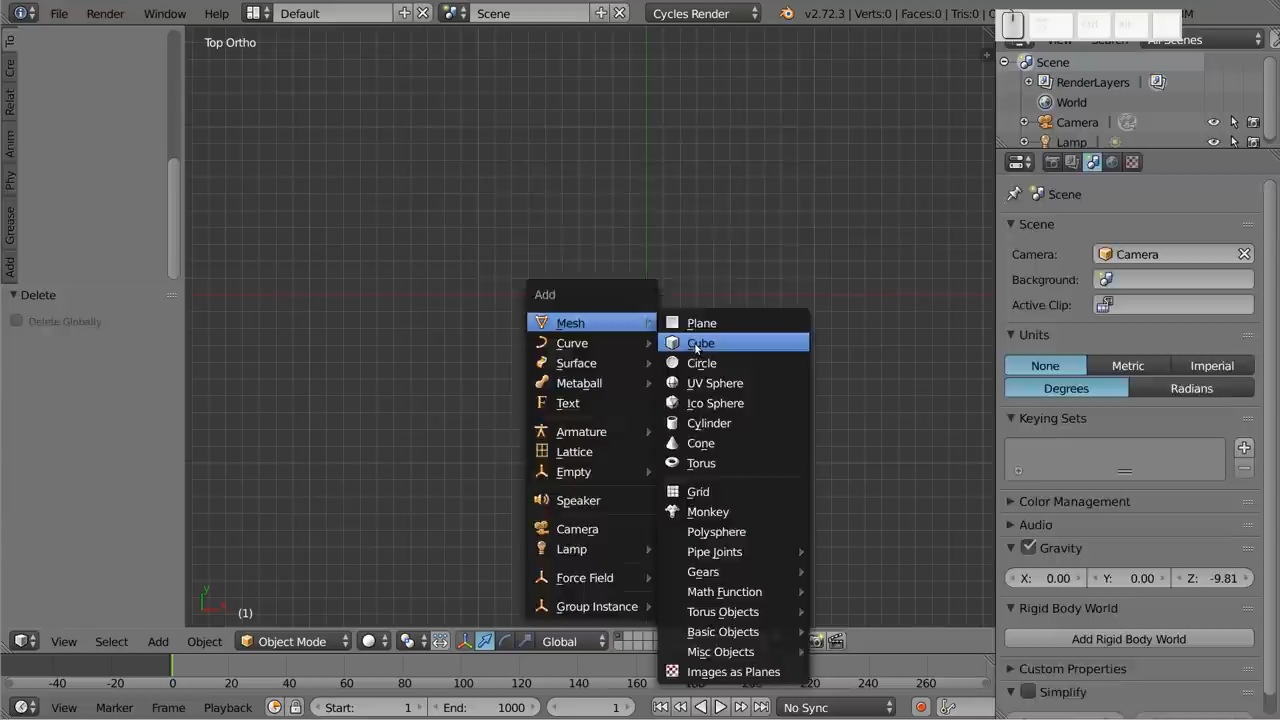 File Render Window Help Default Scene Cycles Render v2.72.3 | Verts:0 | Faces:0 | Tris:0 |
All Scenes
Top Ortho
Scene
RenderLayers
World
Camera
Lamp
To
Cre
Relat
Anim
Phy
Grease
Add
Delete
Delete Globally
Add
Mesh
Curve
Surface
Metaball
Text
Armature
Lattice
Empty
Speaker
Camera
Lamp
Force Field
Group Instance
Plane
Cube
Circle
UV Sphere
Ico Sphere
Cylinder
Cone
Torus
Grid
Monkey
Polysphere
Pipe Joints
Gears
Math Function
Torus Objects
Basic Objects
Misc Objects
Images as Planes
Scene
Scene
Camera: Camera
Background:
Active Clip:
Units
None Metric Imperial
Degrees Radians
Keying Sets
Color Management
Audio
Gravity
X: 0.00 Y: 0.00 Z: -9.81
Rigid Body World
Add Rigid Body World
Custom Properties
Simplify
(1)
View Select Add Object Object Mode Global
-40 -20 0 20 40 60 80 100 120 140 160 220 240 260
View Marker Frame Playback Start: 1 End: 1000 1 No Sync